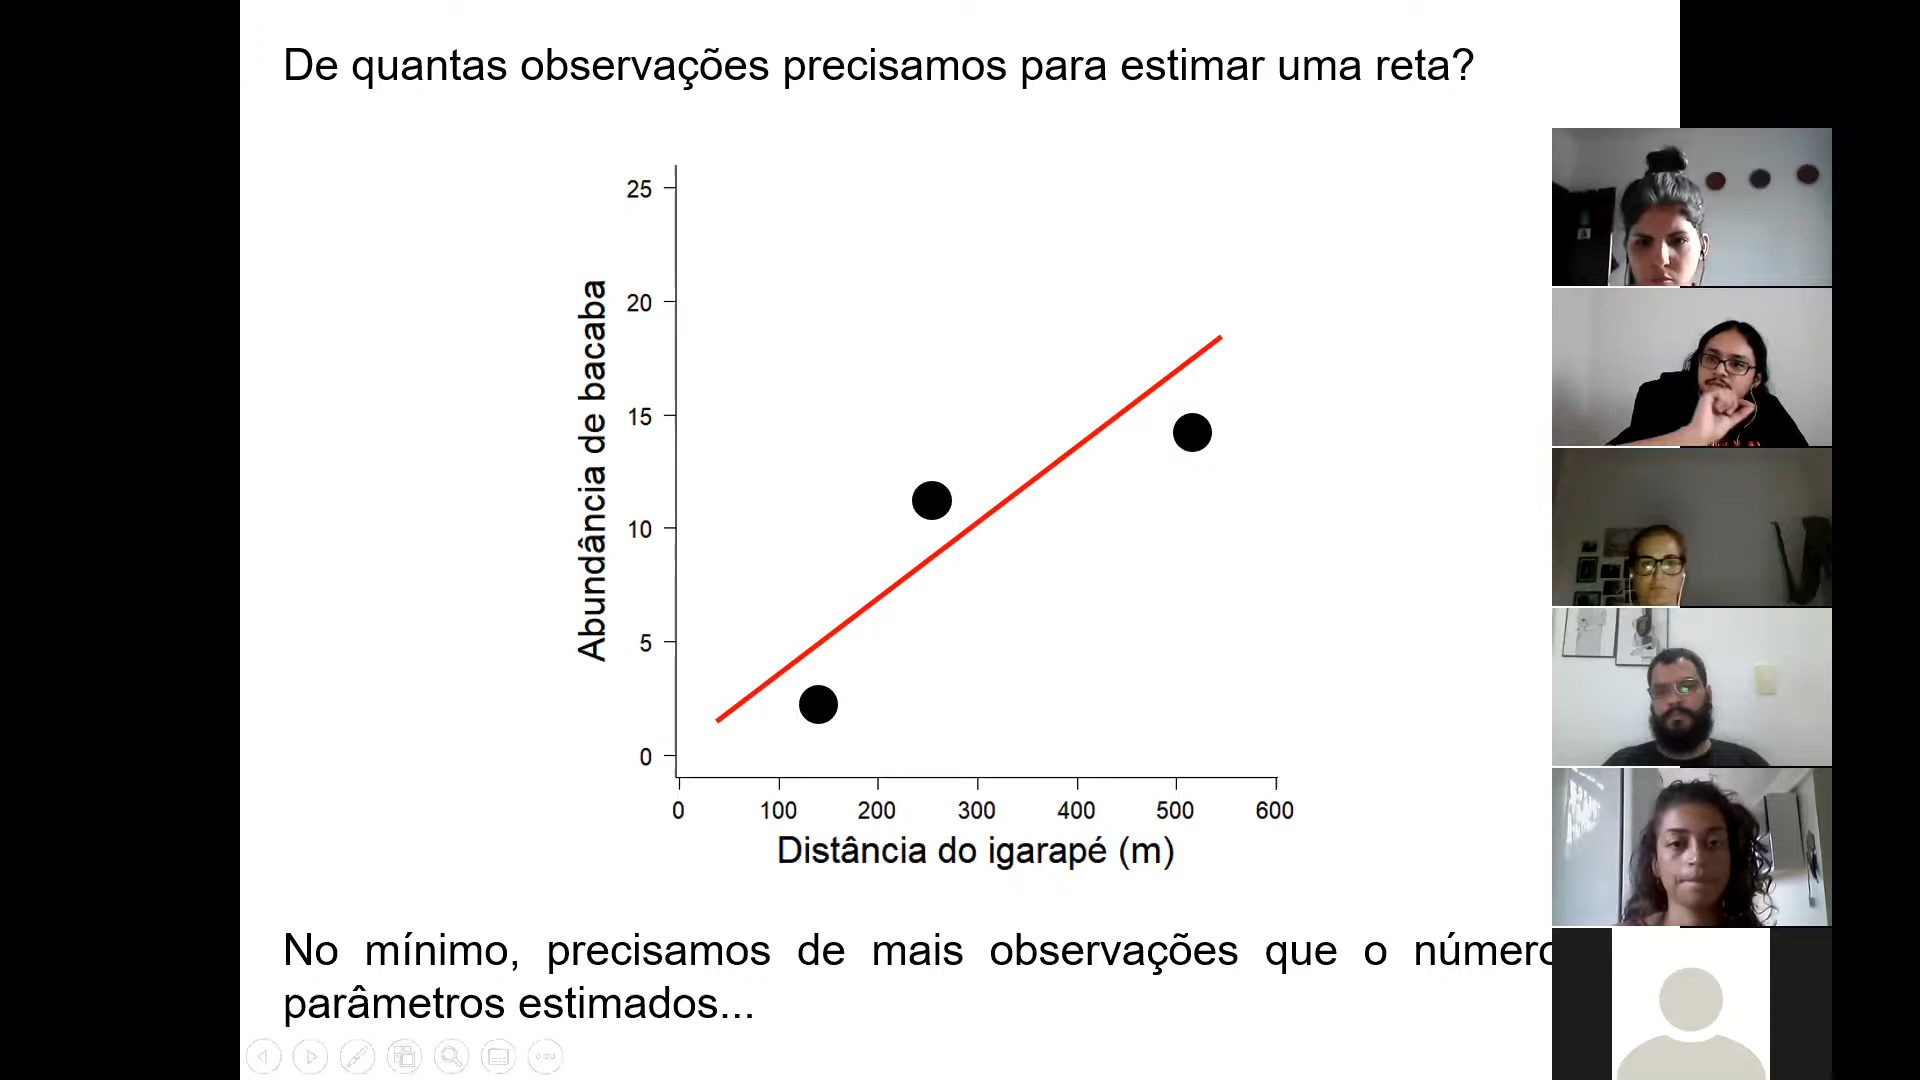 De quantas observações precisamos para estimar uma reta?
25
20
15
10
5
0
Abundância de bacaba
0 100 200 300 400 500 600
Distância do igarapé (m)
No mínimo, precisamos de mais observações que o número
parâmetros estimados...